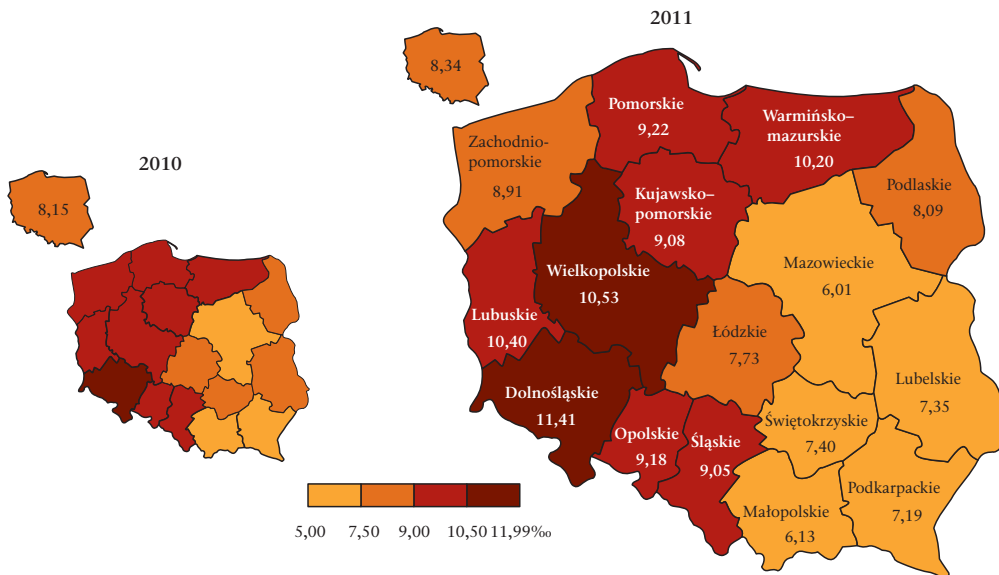 2010
8,15
2011
8,34
Pomorskie
9,22
Warmińsko–
mazurskie
10,20
Zachodnio-
pomorskie
8,91
Podlaskie
8,09
Kujawsko–
pomorskie
9,08
Wielkopolskie
10,53
Mazowieckie
6,01
Lubuskie
10,40
Łódzkie
7,73
Dolnośląskie
11,41
Lubelskie
7,35
Świętokrzyskie
7,40
Opolskie
9,18
Śląskie
9,05
Podkarpackie
7,19
Małopolskie
6,13
5,00 7,50 9,00 10,50 11,99‰